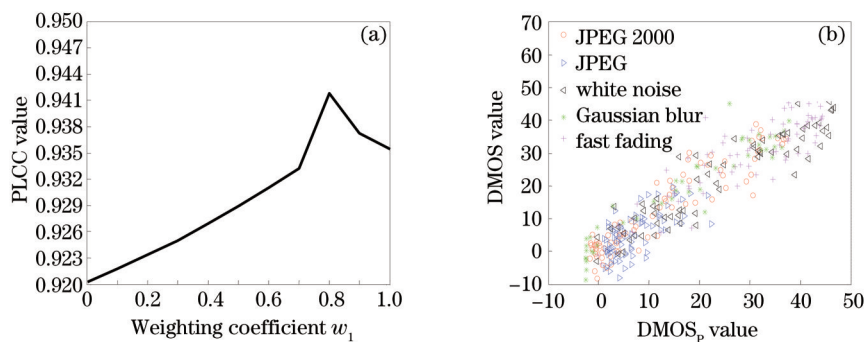 (a)
PLCC value
0.950
0.947
0.944
0.941
0.938
0.935
0.932
0.929
0.926
0.923
0.920
0 0.2 0.4 0.6 0.8 1.0
Weighting coefficient w1
(b)
DMOS value
70
60
50
40
30
20
10
0
−10
JPEG 2000
JPEG
white noise
Gaussian blur
fast fading
−10 0 10 20 30 40 50
DMOSP value